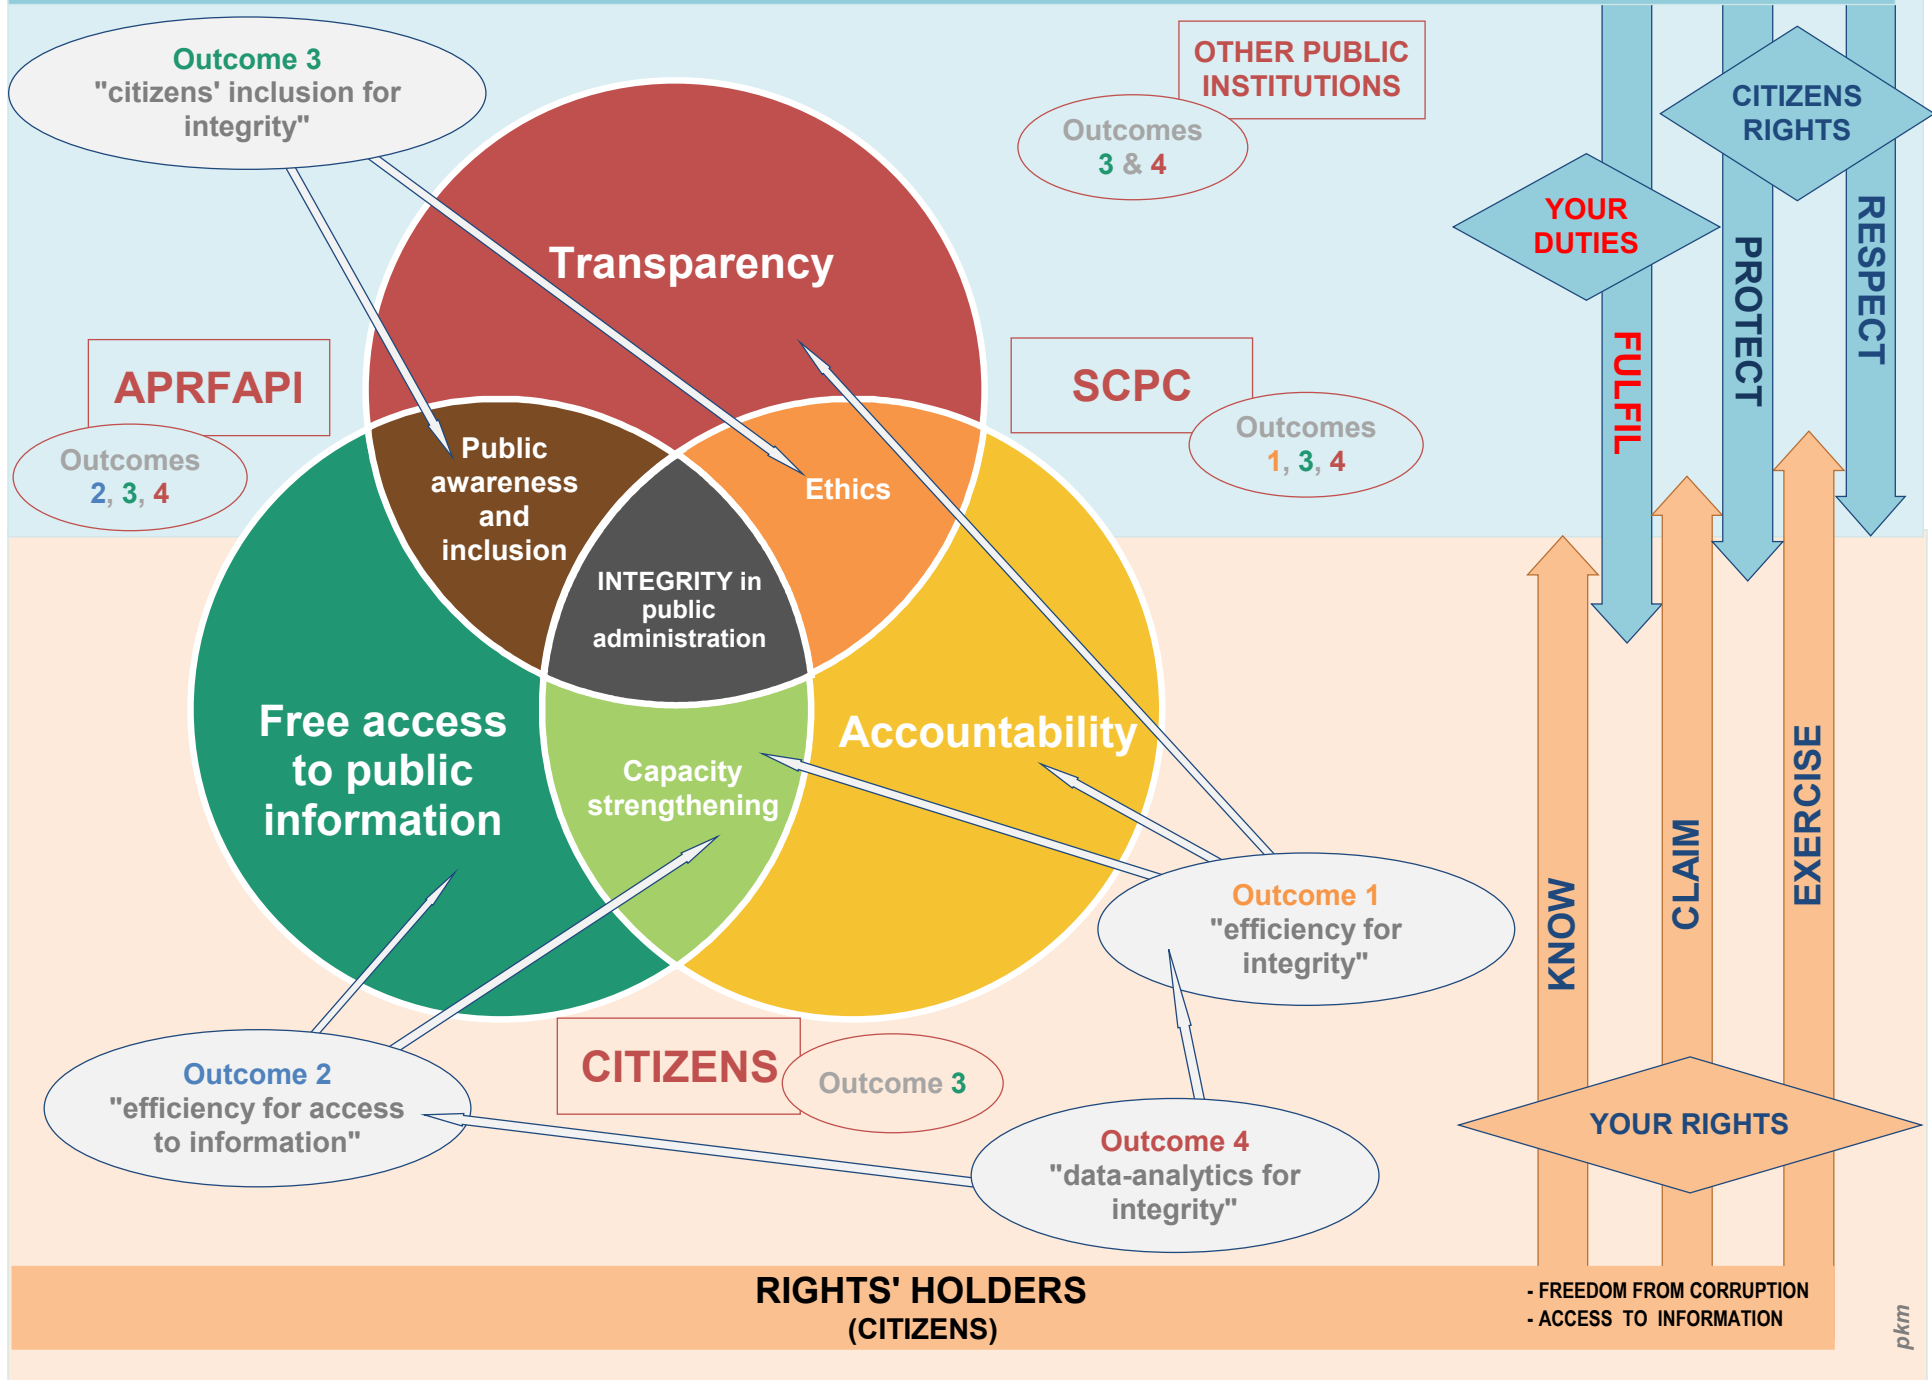 Outcome 3
"citizens' inclusion for
integrity"
OTHER PUBLIC
INSTITUTIONS
Outcomes
3 & 4
CITIZENS
RIGHTS
YOUR
DUTIES
FULFIL
PROTECT
RESPECT
Transparency
APRFAPI
Outcomes
2, 3, 4
SCPC
Outcomes
1, 3, 4
Public
awareness
and
inclusion
Ethics
INTEGRITY in
public
administration
Free access
to public
information
Accountability
Capacity
strengthening
Outcome 1
"efficiency for
integrity"
KNOW
CLAIM
EXERCISE
Outcome 2
"efficiency for access
to information"
CITIZENS
Outcome 3
Outcome 4
"data-analytics for
integrity"
YOUR RIGHTS
RIGHTS' HOLDERS
(CITIZENS)
- FREEDOM FROM CORRUPTION
- ACCESS TO INFORMATION
pkm